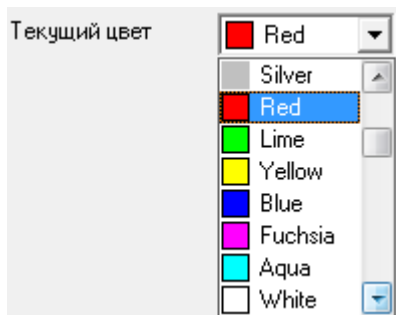 Текущий цвет
Red
Silver
Red
Lime
Yellow
Blue
Fuchsia
Aqua
White